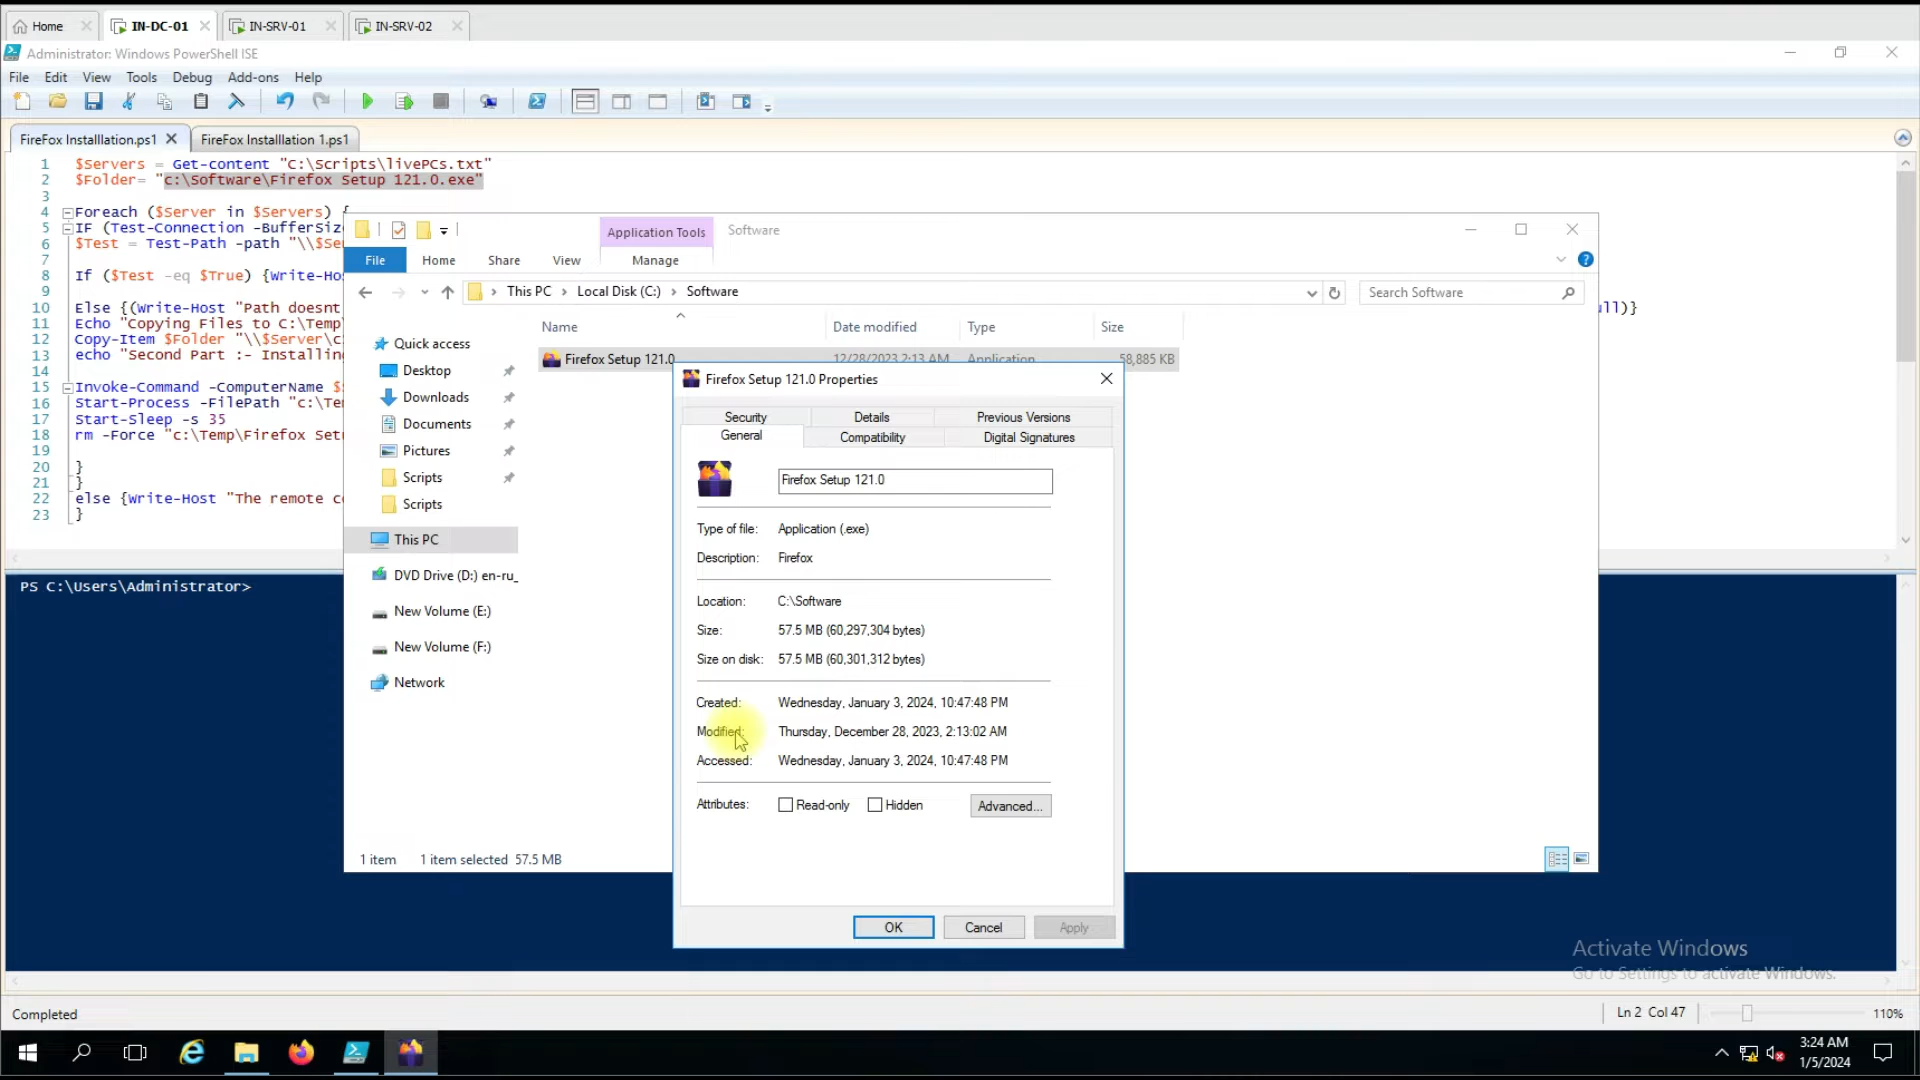 Home
IN-DC-01
IN-SRV-01
IN-SRV-02
Administrator: Windows PowerShell ISE
File Edit View Tools Debug Add-ons Help
FireFox Installlation.ps1
FireFox Installlation 1.ps1
1 $Servers = Get-content "C:\Scripts\livePCs.txt"
2 $Folder= "c:\Software\Firefox Setup 121.0.exe"
3
4 Foreach ($Server in $Servers) {
5 IF (Test-Connection -BufferSiz
6 $Test = Test-Path -path "\\$Se
7
8 If ($Test -eq $True) {Write-Ho
9
10 Else {(Write-Host "Path doesnt
ull)}
11 Echo "Copying Files to C:\Temp\
12 Copy-Item $Folder "\\$Server\c
13 echo "Second Part :- Installing
14
15 Invoke-Command -ComputerName $
16 Start-Process -FilePath "c:\Te
17 Start-Sleep -s 35
18 rm -Force "c:\Temp\Firefox Setu
19
20 }
21 }
22 else {Write-Host "The remote c
23 }
Application Tools
Software
File
Home
Share
View
Manage
This PC
Local Disk (C:)
Software
Search Software
Name
Date modified
Type
Size
Firefox Setup 121.0
12/28/2023 2:13 AM
Application
58,885 KB
Quick access
Desktop
Downloads
Documents
Pictures
Scripts
Scripts
This PC
DVD Drive (D:) en-ru_
New Volume (E:)
New Volume (F:)
Network
1 item
1 item selected 57.5 MB
Firefox Setup 121.0 Properties
Security
Details
Previous Versions
General
Compatibility
Digital Signatures
Firefox Setup 121.0
Type of file: Application (.exe)
Description: Firefox
Location: C:\Software
Size: 57.5 MB (60,297,304 bytes)
Size on disk: 57.5 MB (60,301,312 bytes)
Created: Wednesday, January 3, 2024, 10:47:48 PM
Modified: Thursday, December 28, 2023, 2:13:02 AM
Accessed: Wednesday, January 3, 2024, 10:47:48 PM
Attributes: Read-only Hidden Advanced...
OK
Cancel
Apply
PS C:\Users\Administrator>
Activate Windows
Go to Settings to activate Windows.
Completed
Ln 2 Col 47
110%
3:24 AM
1/5/2024